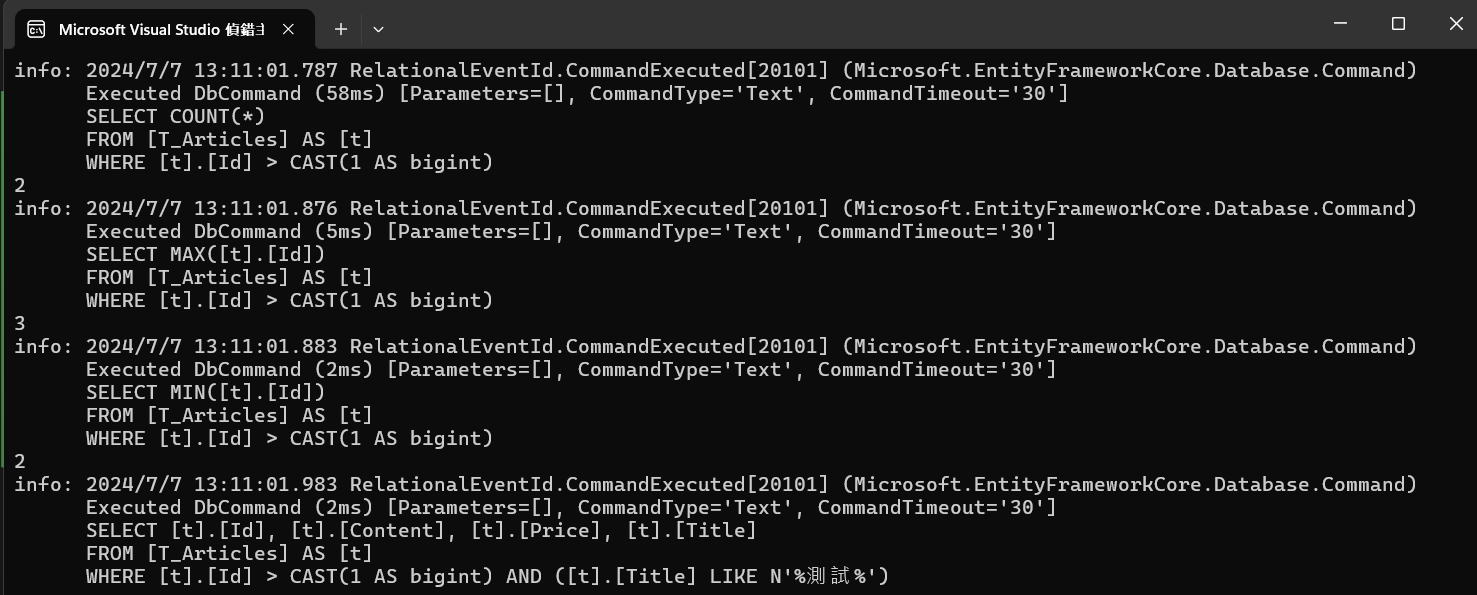 Microsoft Visual Studio 偵錯主
info: 2024/7/7 13:11:01.787 RelationalEventId.CommandExecuted[20101] (Microsoft.EntityFrameworkCore.Database.Command)
Executed DbCommand (58ms) [Parameters=[], CommandType='Text', CommandTimeout='30']
SELECT COUNT(*)
FROM [T_Articles] AS [t]
WHERE [t].[Id] > CAST(1 AS bigint)
2
info: 2024/7/7 13:11:01.876 RelationalEventId.CommandExecuted[20101] (Microsoft.EntityFrameworkCore.Database.Command)
Executed DbCommand (5ms) [Parameters=[], CommandType='Text', CommandTimeout='30']
SELECT MAX([t].[Id])
FROM [T_Articles] AS [t]
WHERE [t].[Id] > CAST(1 AS bigint)
3
info: 2024/7/7 13:11:01.883 RelationalEventId.CommandExecuted[20101] (Microsoft.EntityFrameworkCore.Database.Command)
Executed DbCommand (2ms) [Parameters=[], CommandType='Text', CommandTimeout='30']
SELECT MIN([t].[Id])
FROM [T_Articles] AS [t]
WHERE [t].[Id] > CAST(1 AS bigint)
2
info: 2024/7/7 13:11:01.983 RelationalEventId.CommandExecuted[20101] (Microsoft.EntityFrameworkCore.Database.Command)
Executed DbCommand (2ms) [Parameters=[], CommandType='Text', CommandTimeout='30']
SELECT [t].[Id], [t].[Content], [t].[Price], [t].[Title]
FROM [T_Articles] AS [t]
WHERE [t].[Id] > CAST(1 AS bigint) AND ([t].[Title] LIKE N'%測試%')